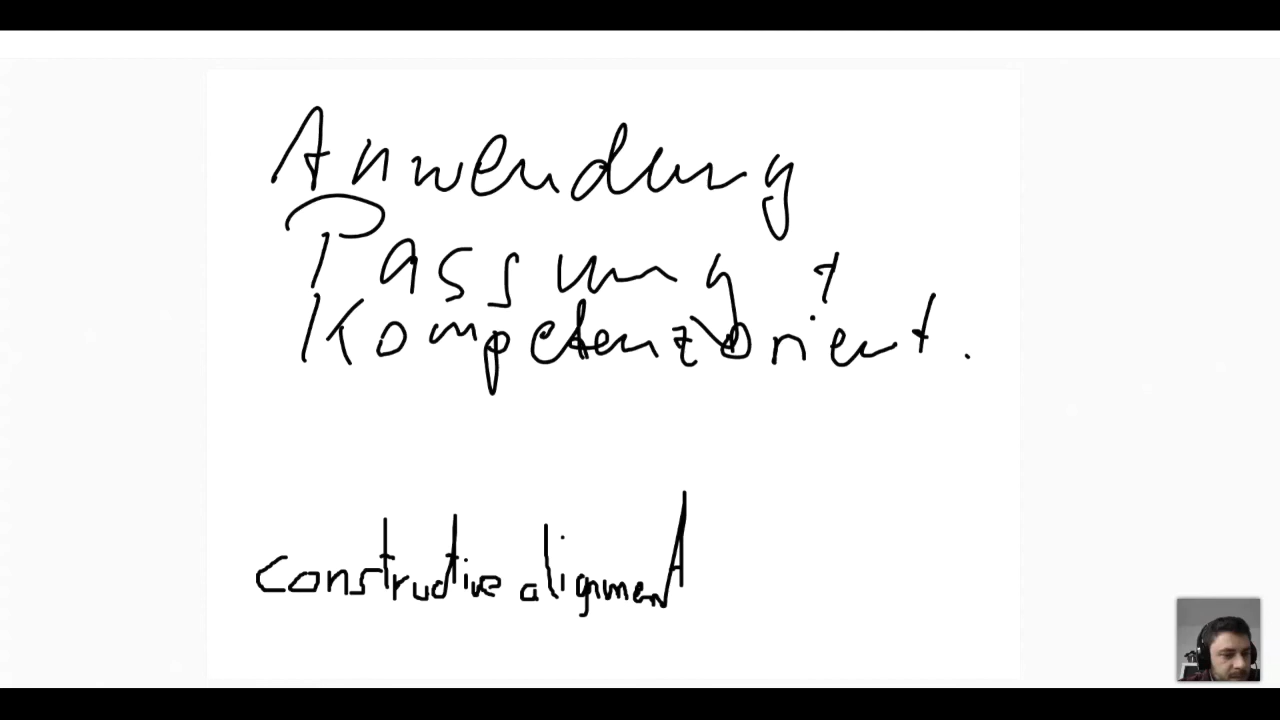 Anwendung
Passung +
Kompetenzorient.
constructive alignment